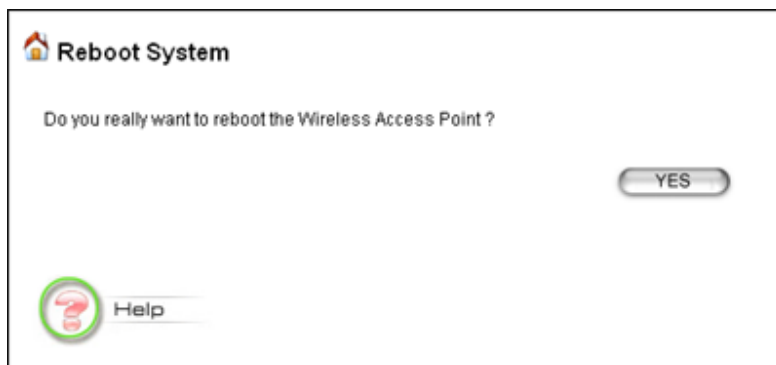 Reboot System
Do you really want to reboot the Wireless Access Point ?
YES
Help